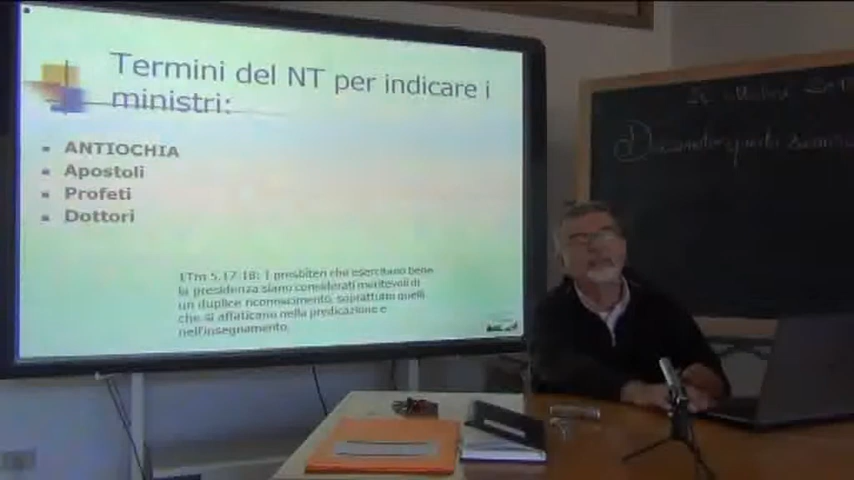 Termini del NT per indicare i
ministri:
ANTIOCHIA
Apostoli
Profeti
Dottori
1Tm 5,17-18: I presbiteri che esercitano bene
la presidenza siano considerati meritevoli di
un duplice riconoscimento, soprattutto quelli
che si affaticano nella predicazione e
nell'insegnamento.